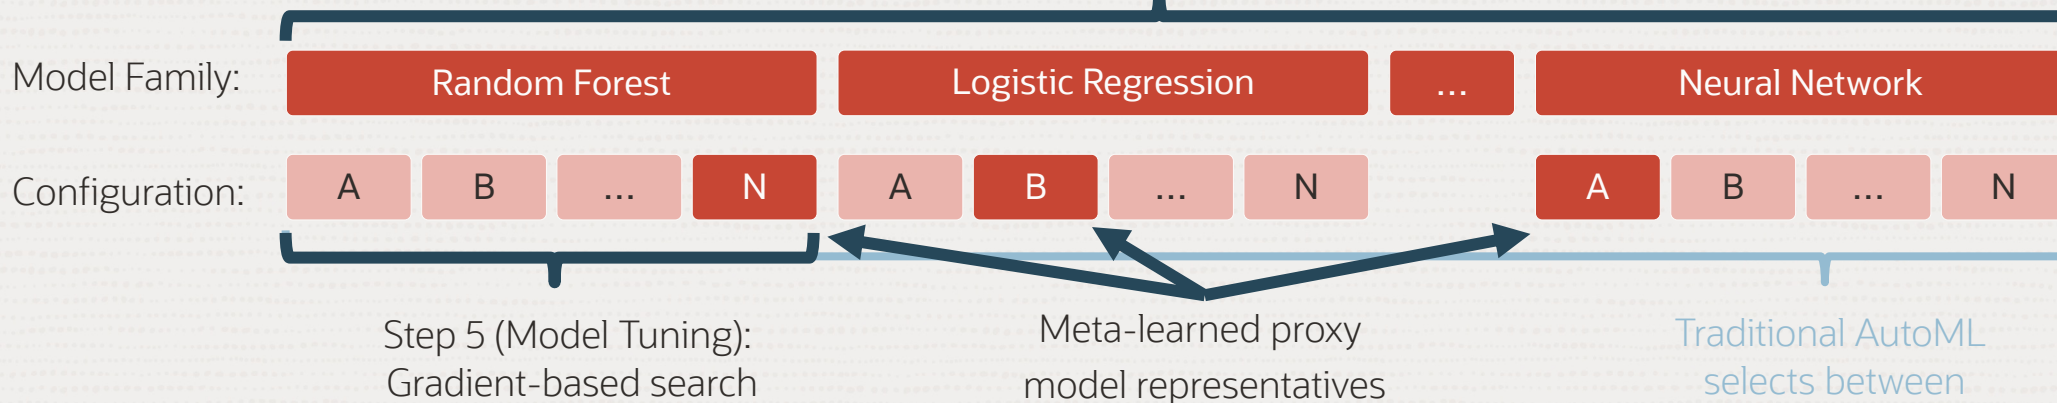 Model Family: Random Forest Logistic Regression ... Neural Network
Configuration: A B ... N A B ... N A B ... N
Step 5 (Model Tuning):
Gradient-based search
Meta-learned proxy
model representatives
Traditional AutoML
selects between